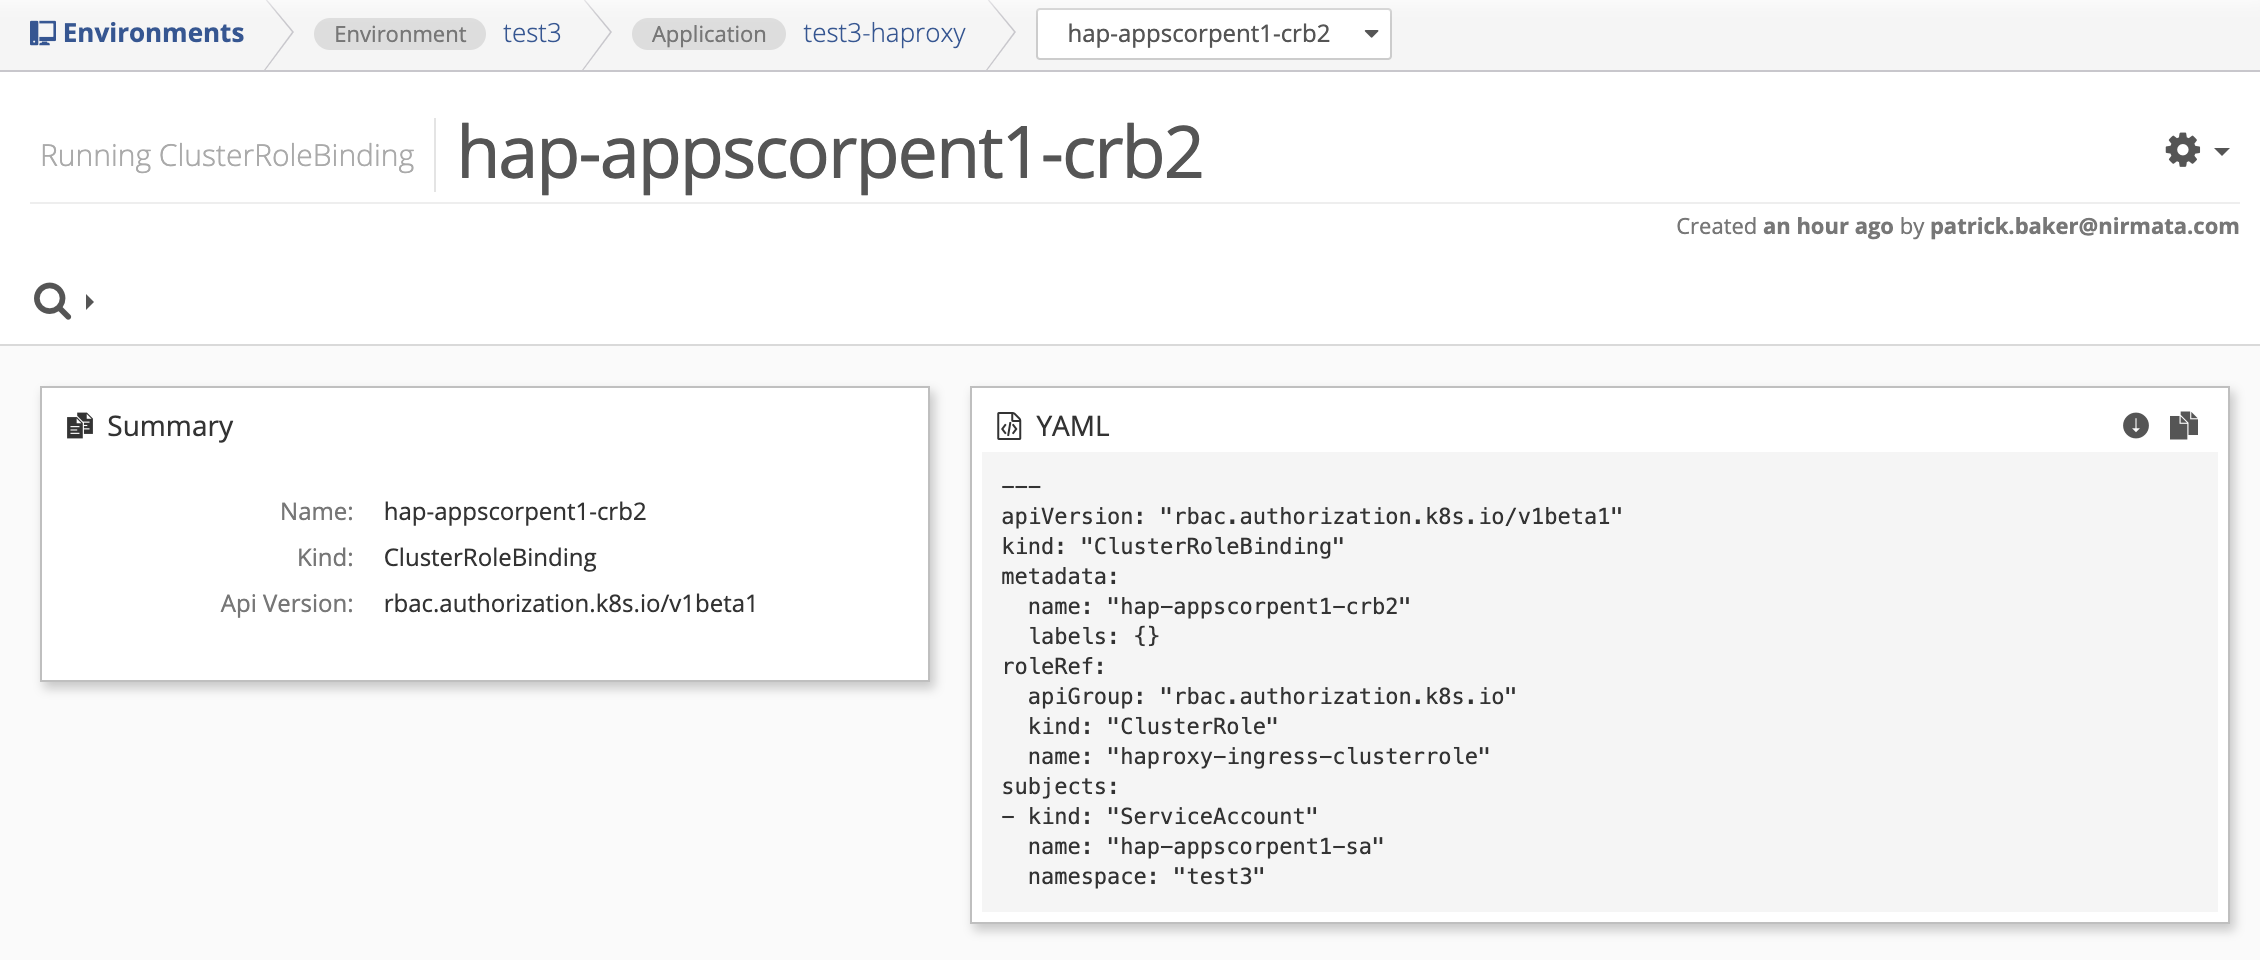 Environments Environment test3 Application test3-haproxy hap-appscorpent1-crb2
Running ClusterRoleBinding hap-appscorpent1-crb2
Created an hour ago by patrick.baker@nirmata.com
Summary
Name: hap-appscorpent1-crb2
Kind: ClusterRoleBinding
Api Version: rbac.authorization.k8s.io/v1beta1
YAML
---
apiVersion: "rbac.authorization.k8s.io/v1beta1"
kind: "ClusterRoleBinding"
metadata:
  name: "hap-appscorpent1-crb2"
  labels: {}
roleRef:
  apiGroup: "rbac.authorization.k8s.io"
  kind: "ClusterRole"
  name: "haproxy-ingress-clusterrole"
subjects:
- kind: "ServiceAccount"
  name: "hap-appscorpent1-sa"
  namespace: "test3"